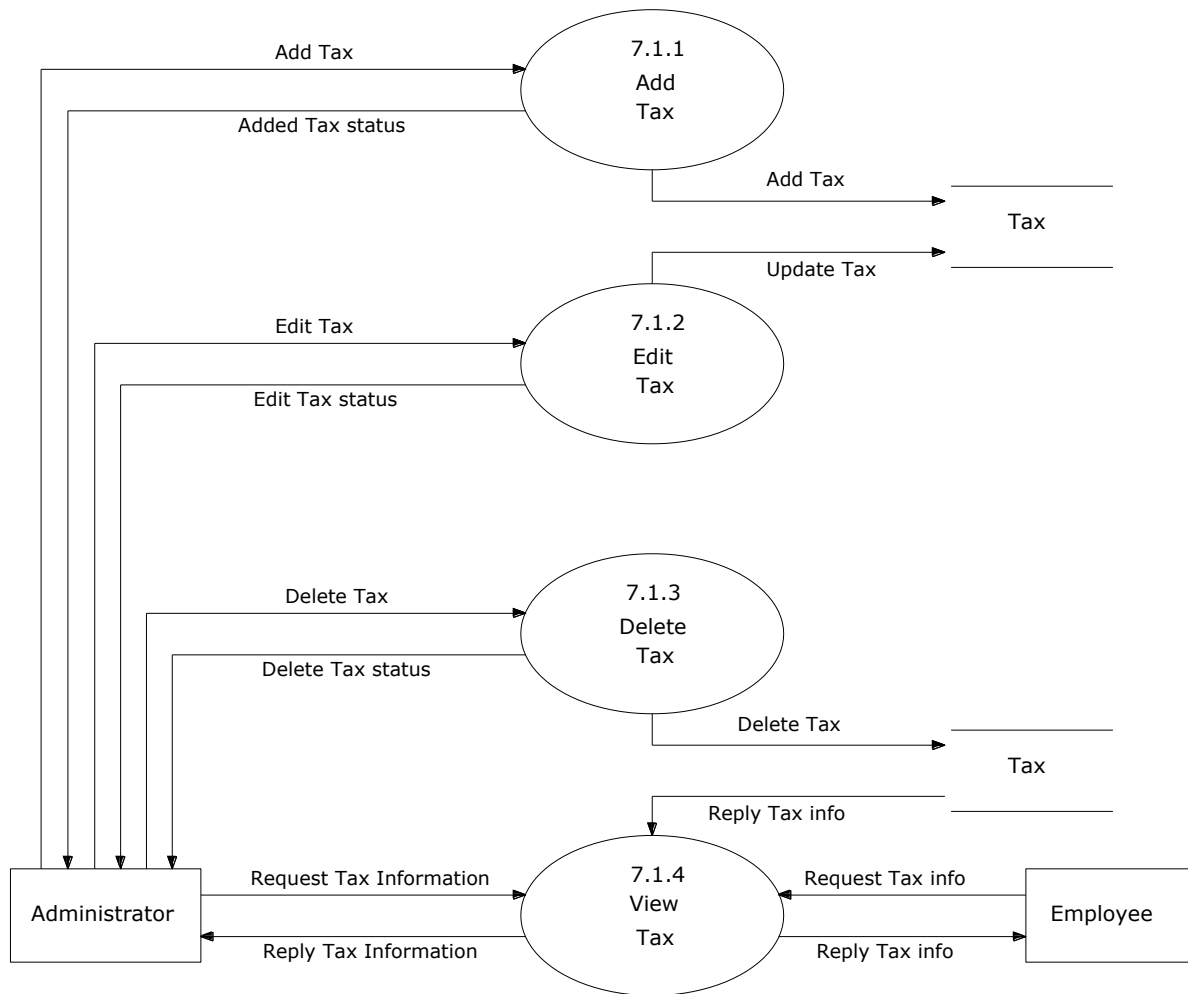 Add Tax
7.1.1
Add
Tax
Added Tax status
Add Tax
Tax
Update Tax
Edit Tax
7.1.2
Edit
Tax
Edit Tax status
Delete Tax
7.1.3
Delete
Tax
Delete Tax status
Delete Tax
Tax
Reply Tax info
Administrator
Request Tax Information
Reply Tax Information
7.1.4
View
Tax
Request Tax info
Reply Tax info
Employee